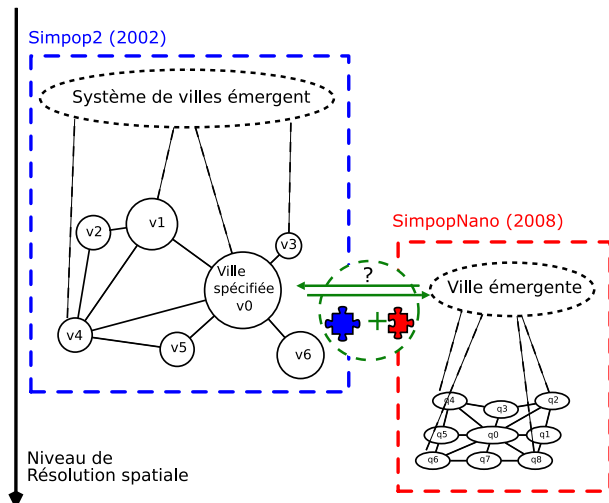 Simpop2 (2002)
Système de villes émergent
v1
v2
v3
Ville
spécifiée
v0
v4
v5
v6
?
+
SimpopNano (2008)
Ville émergente
q4
q3
q2
q5
q0
q1
q6
q7
q8
Niveau de
Résolution spatiale